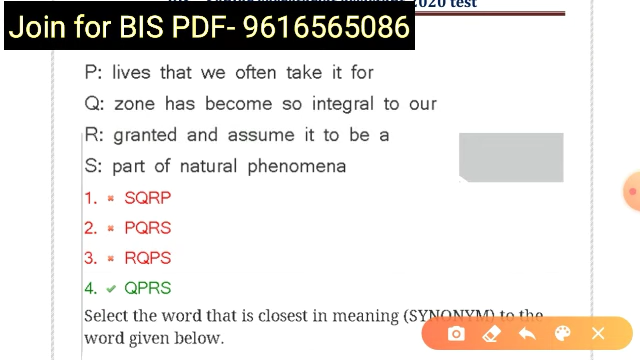 2020 test
Join for BIS PDF- 9616565086
P: lives that we often take it for
Q: zone has become so integral to our
R: granted and assume it to be a
S: part of natural phenomena
1. SQRP
2. PQRS
3. RQPS
4. QPRS
Select the word that is closest in meaning (SYNONYM) to the
word given below.